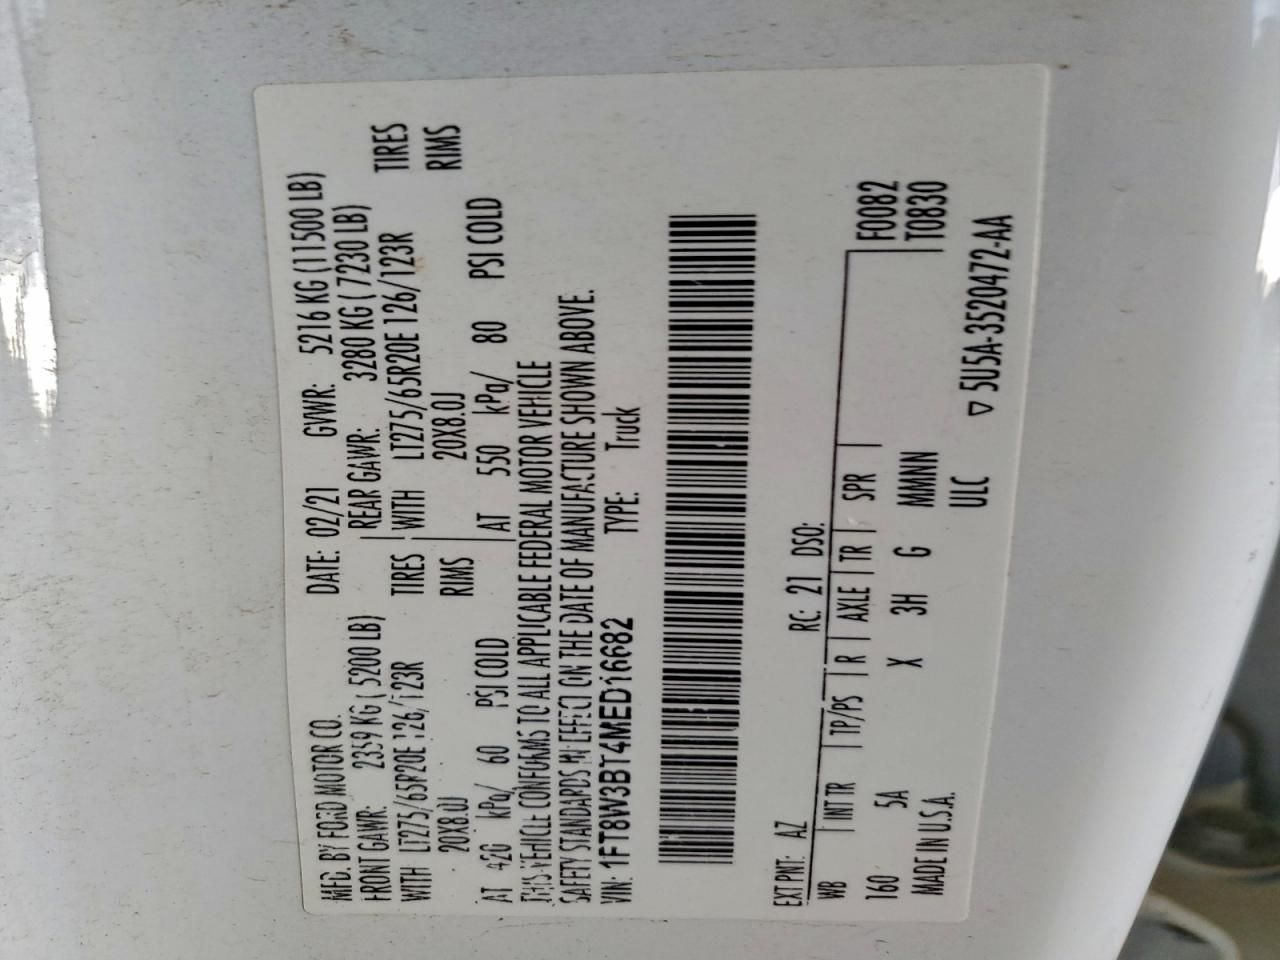 MFD. BY FORD MOTOR CO. DATE: 02/21 GVWR: 5216 KG (11500 LB)
FRONT GAWR: 2359 KG ( 5200 LB) REAR GAWR: 3280 KG ( 7230 LB)
WITH LT275/65R20E 126/123R TIRES WITH LT275/65R20E 126/123R TIRES
20X8.0J RIMS 20X8.0J RIMS
AT 420 kPa/ 60 PSI COLD AT 550 kPa/ 80 PSI COLD
THIS VEHICLE CONFORMS TO ALL APPLICABLE FEDERAL MOTOR VEHICLE
SAFETY STANDARDS IN EFFECT ON THE DATE OF MANUFACTURE SHOWN ABOVE.
VIN: 1FT8W3BT4MED16682 TYPE: Truck
EXT PNT: AZ RC: 21 DSO:
WB INT TR TP/PS R AXLE TR SPR F0082
160 5A X 3H G MMNN T0830
MADE IN U.S.A. ULC
▽ 5U5A-3520472-AA